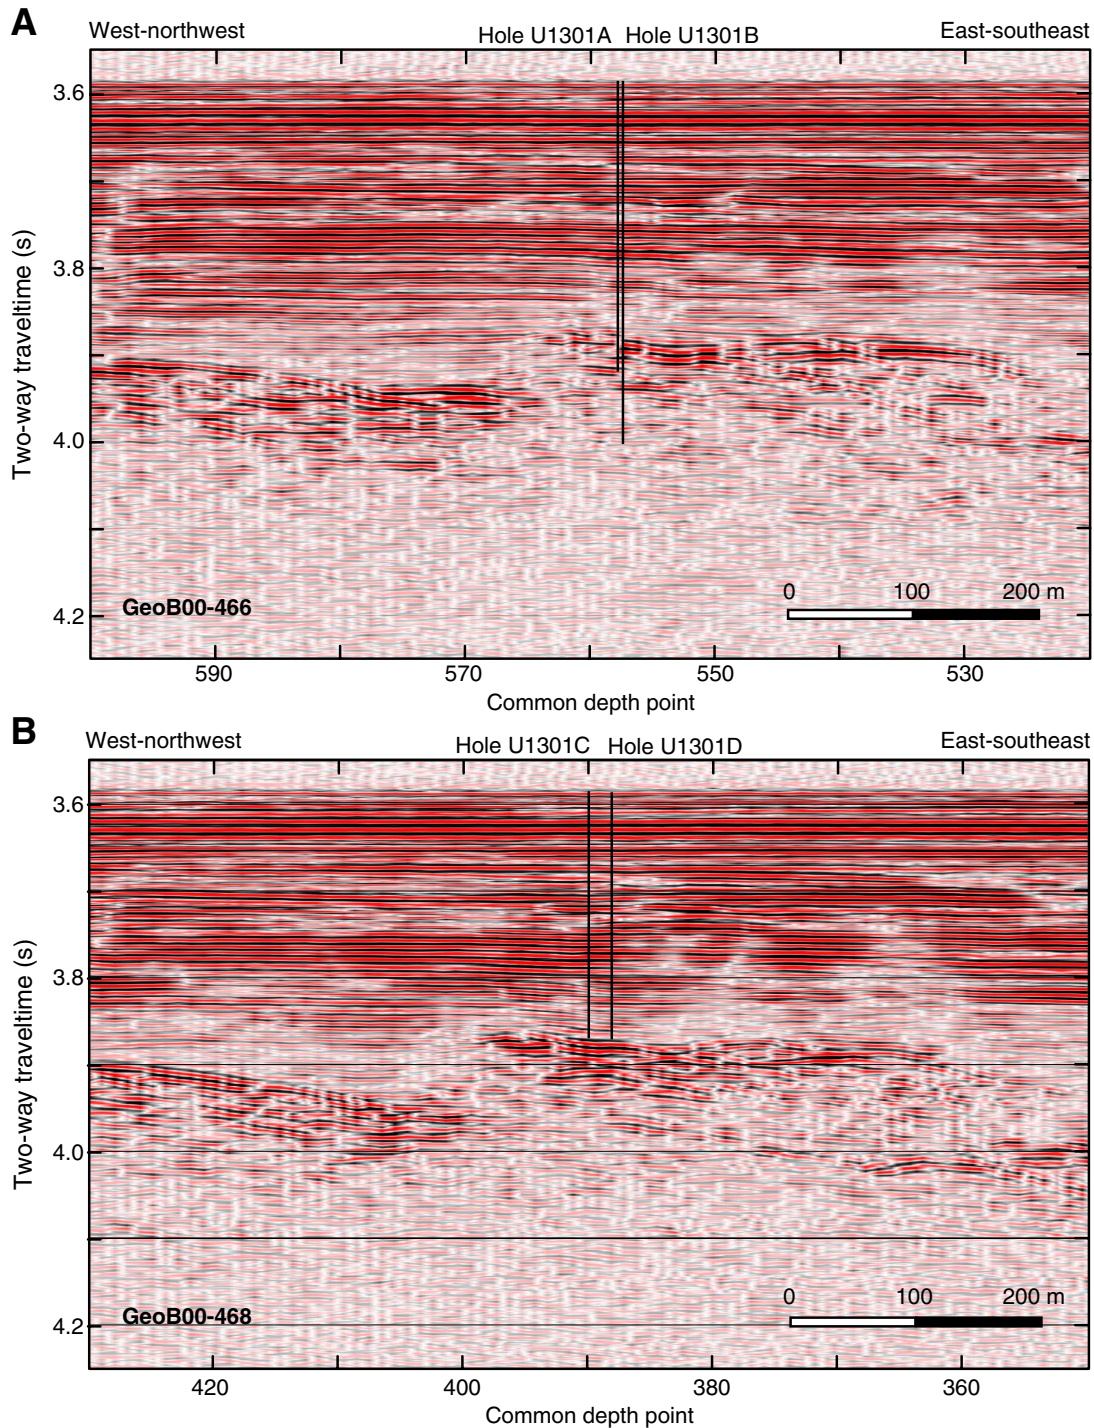 A
West-northwest Hole U1301A Hole U1301B East-southeast
3.6
3.8
4.0
4.2
Two-way traveltime (s)
GeoB00-466
0 100 200 m
590 570 550 530
Common depth point
B
West-northwest Hole U1301C Hole U1301D East-southeast
3.6
3.8
4.0
4.2
Two-way traveltime (s)
GeoB00-468
0 100 200 m
420 400 380 360
Common depth point